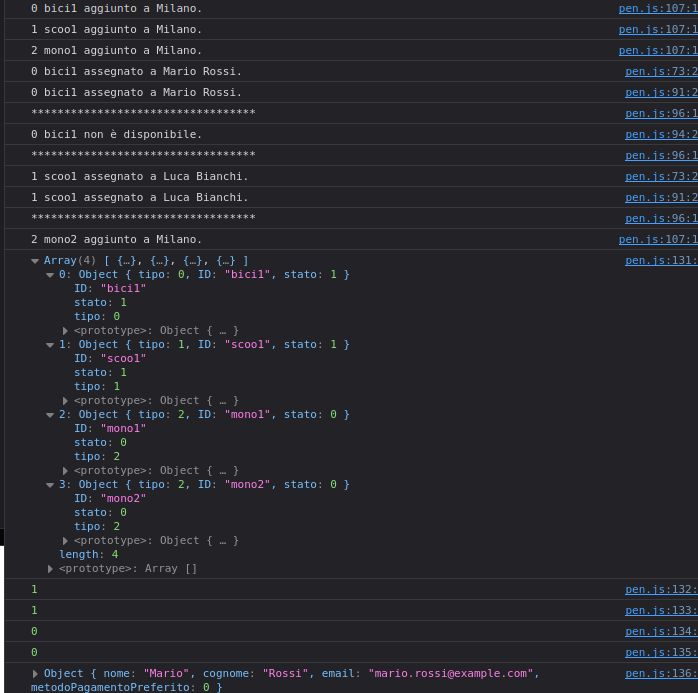 0 bici1 aggiunto a Milano. pen.js:107:1
1 scoo1 aggiunto a Milano. pen.js:107:1
2 mono1 aggiunto a Milano. pen.js:107:1
0 bici1 assegnato a Mario Rossi. pen.js:73:2
0 bici1 assegnato a Mario Rossi. pen.js:91:2
********************************** pen.js:96:1
0 bici1 non è disponibile. pen.js:94:2
********************************** pen.js:96:1
1 scoo1 assegnato a Luca Bianchi. pen.js:73:2
1 scoo1 assegnato a Luca Bianchi. pen.js:91:2
********************************** pen.js:96:1
2 mono2 aggiunto a Milano. pen.js:107:1
Array(4) [ {…}, {…}, {…}, {…} ] pen.js:131:
0: Object { tipo: 0, ID: "bici1", stato: 1 }
ID: "bici1"
stato: 1
tipo: 0
<prototype>: Object { … }
1: Object { tipo: 1, ID: "scoo1", stato: 1 }
ID: "scoo1"
stato: 1
tipo: 1
<prototype>: Object { … }
2: Object { tipo: 2, ID: "mono1", stato: 0 }
ID: "mono1"
stato: 0
tipo: 2
<prototype>: Object { … }
3: Object { tipo: 2, ID: "mono2", stato: 0 }
ID: "mono2"
stato: 0
tipo: 2
<prototype>: Object { … }
length: 4
<prototype>: Array []
1 pen.js:132:
1 pen.js:133:
0 pen.js:134:
0 pen.js:135:
Object { nome: "Mario", cognome: "Rossi", email: "mario.rossi@example.com", pen.js:136:
metodoPagamentoPreferito: 0 }